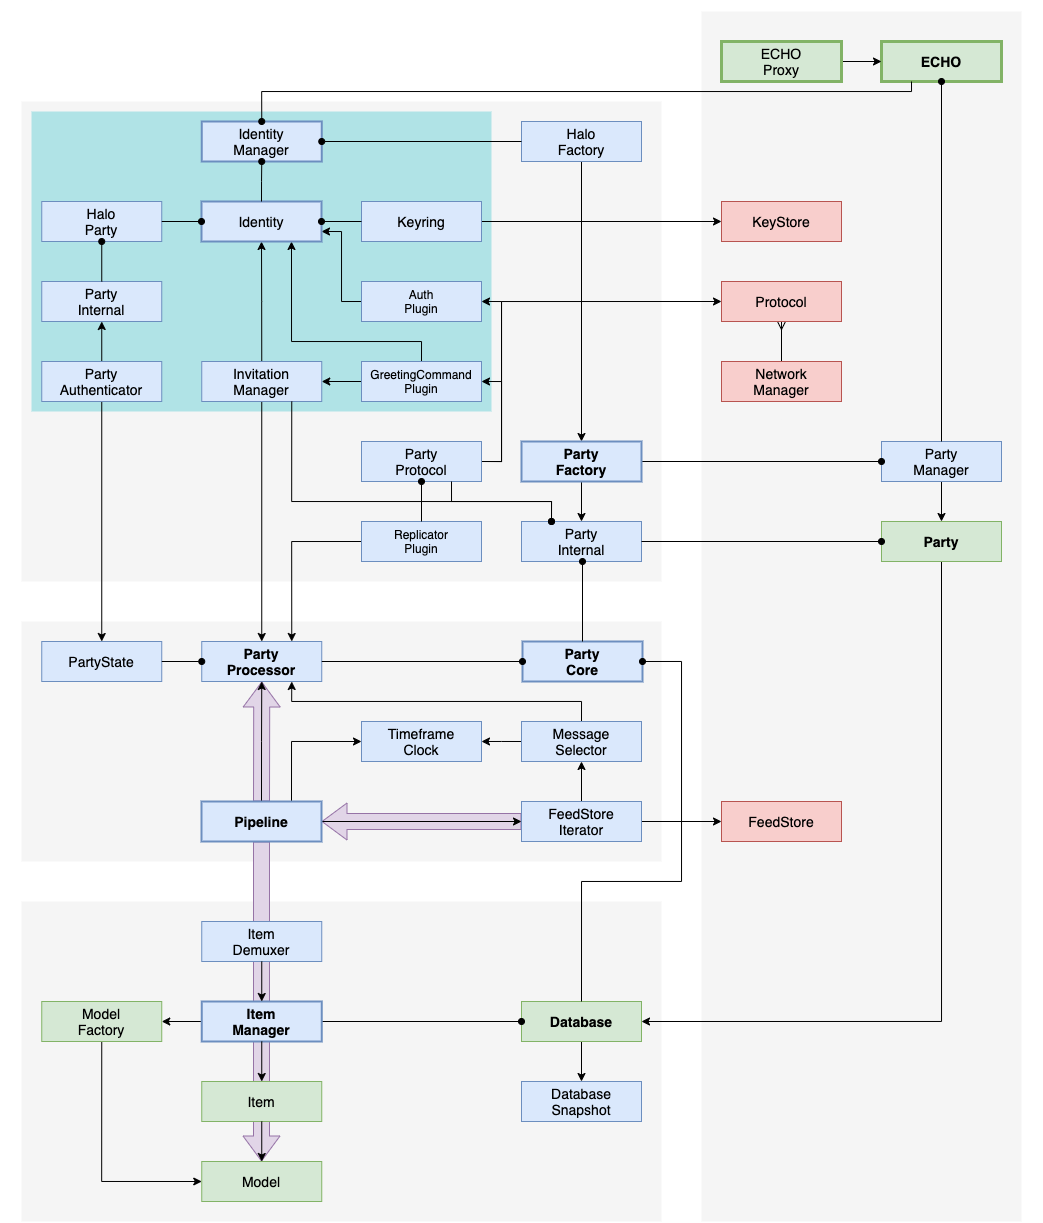 ECHO
Proxy
ECHO
Identity
Manager
Halo
Factory
Halo
Party
Identity
Keyring
KeyStore
Party
Internal
Auth
Plugin
Protocol
Party
Authenticator
Invitation
Manager
GreetingCommand
Plugin
Network
Manager
Party
Protocol
Party
Factory
Party
Manager
Replicator
Plugin
Party
Internal
Party
PartyState
Party
Processor
Party
Core
Timeframe
Clock
Message
Selector
Pipeline
FeedStore
Iterator
FeedStore
Item
Demuxer
Model
Factory
Item
Manager
Database
Item
Database
Snapshot
Model